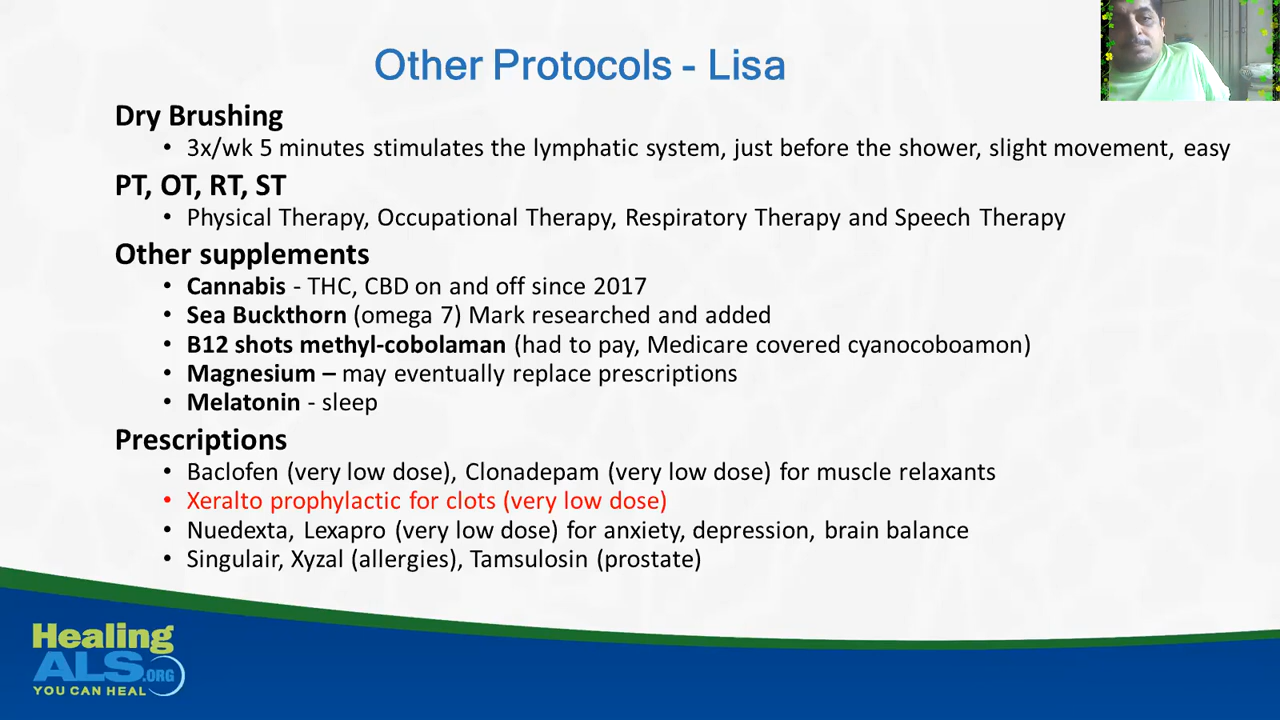 Other Protocols - Lisa
Dry Brushing
• 3x/wk 5 minutes stimulates the lymphatic system, just before the shower, slight movement, easy
PT, OT, RT, ST
• Physical Therapy, Occupational Therapy, Respiratory Therapy and Speech Therapy
Other supplements
• Cannabis - THC, CBD on and off since 2017
• Sea Buckthorn (omega 7) Mark researched and added
• B12 shots methyl-cobolaman (had to pay, Medicare covered cyanocoboamon)
• Magnesium – may eventually replace prescriptions
• Melatonin - sleep
Prescriptions
• Baclofen (very low dose), Clonadepam (very low dose) for muscle relaxants
• Xeralto prophylactic for clots (very low dose)
• Nuedexta, Lexapro (very low dose) for anxiety, depression, brain balance
• Singulair, Xyzal (allergies), Tamsulosin (prostate)
Healing
ALS.ORG
YOU CAN HEAL